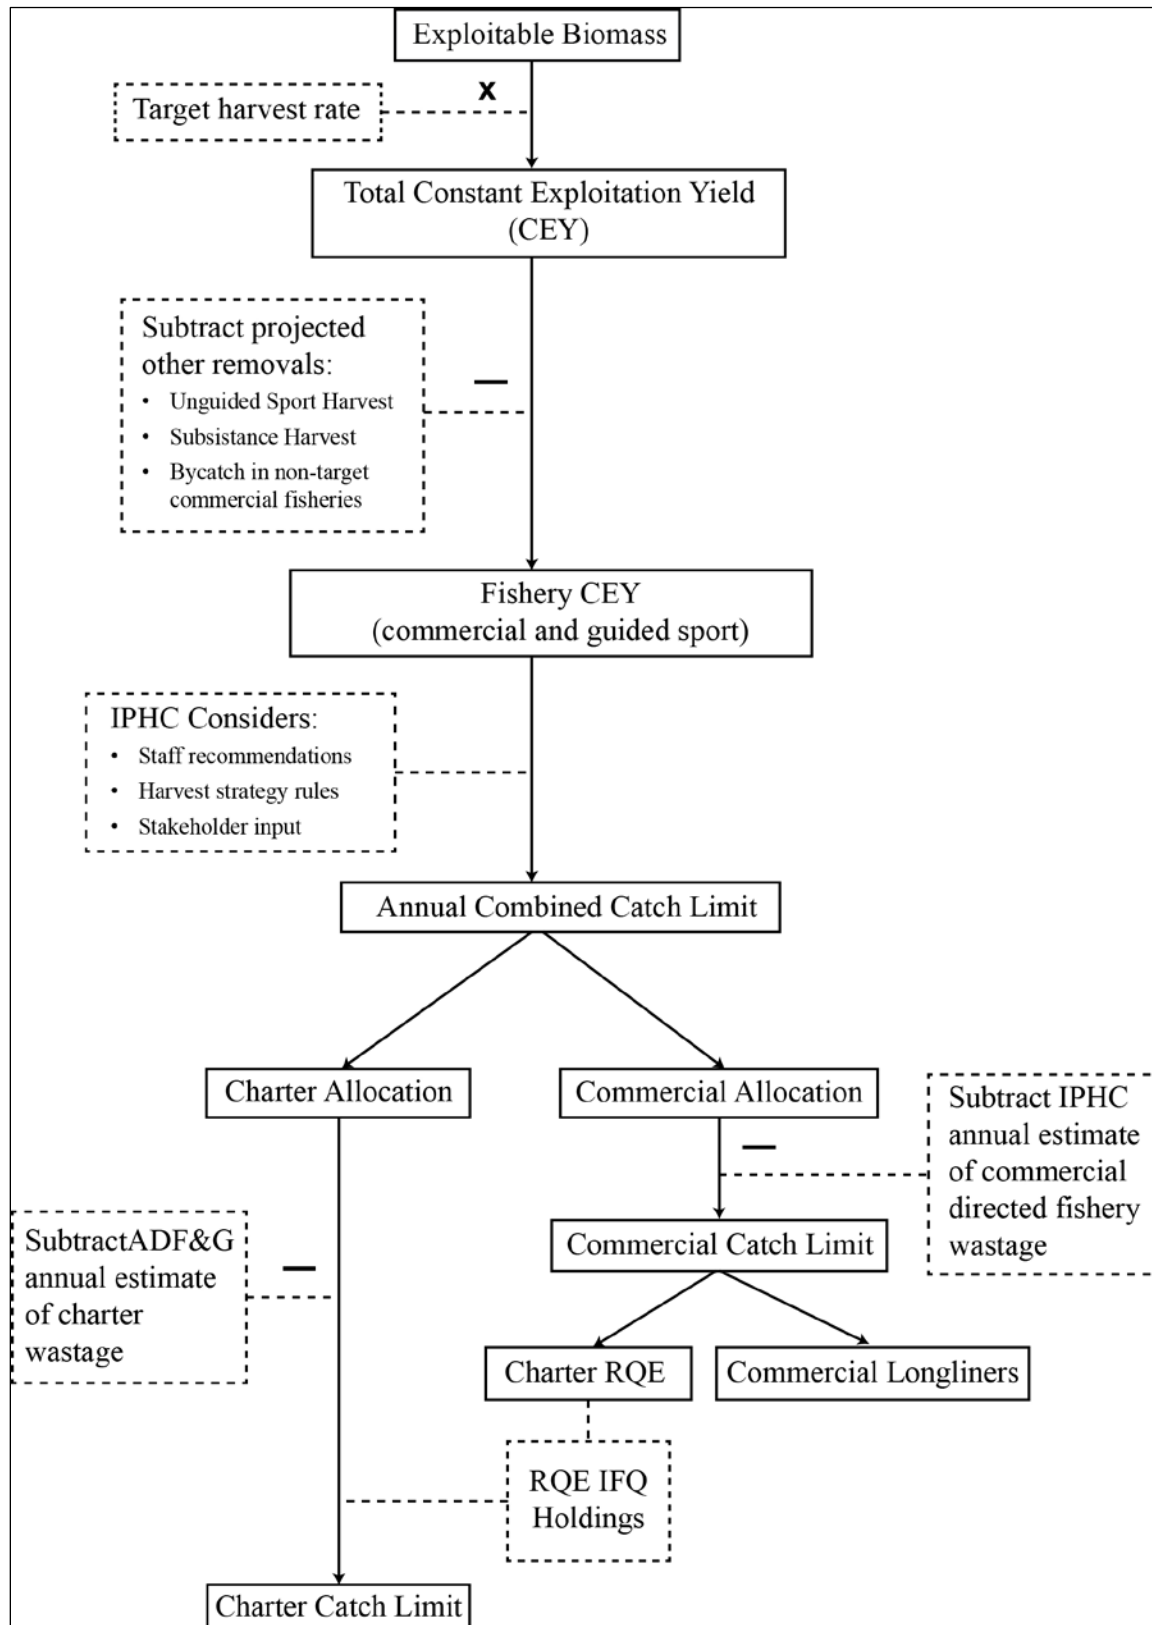 Exploitable Biomass
x
Target harvest rate
Total Constant Exploitation Yield
(CEY)
Subtract projected
other removals:
• Unguided Sport Harvest
• Subsistance Harvest
• Bycatch in non-target
commercial fisheries
—
Fishery CEY
(commercial and guided sport)
IPHC Considers:
• Staff recommendations
• Harvest strategy rules
• Stakeholder input
Annual Combined Catch Limit
Charter Allocation
Commercial Allocation
Subtract IPHC
annual estimate
of commercial
directed fishery
wastage
—
Commercial Catch Limit
SubtractADF&G
annual estimate
of charter
wastage
—
Charter RQE
Commercial Longliners
RQE IFQ
Holdings
Charter Catch Limit